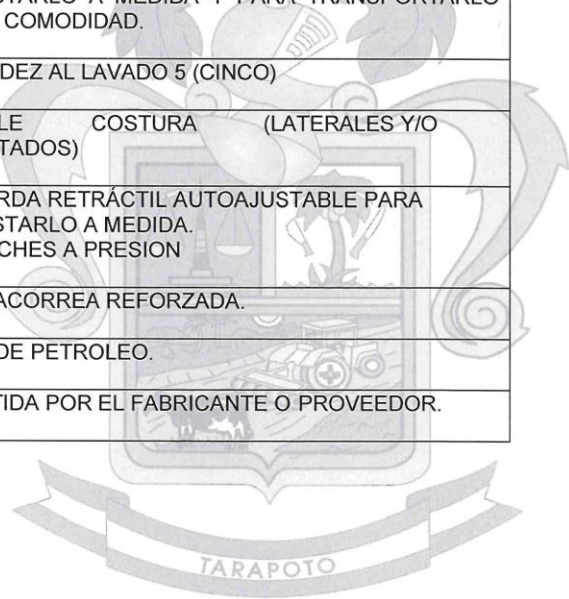 COMODIDAD.
DEZ AL LAVADO 5 (CINCO)
LE COSTURA (LATERALES Y/O
TADOS)
RDA RETRÁCTIL AUTOAJUSTABLE PARA
STARLO A MEDIDA.
CHES A PRESION
ACORREA REFORZADA.
DE PETROLEO.
TIDA POR EL FABRICANTE O PROVEEDOR.
TARAPOTO